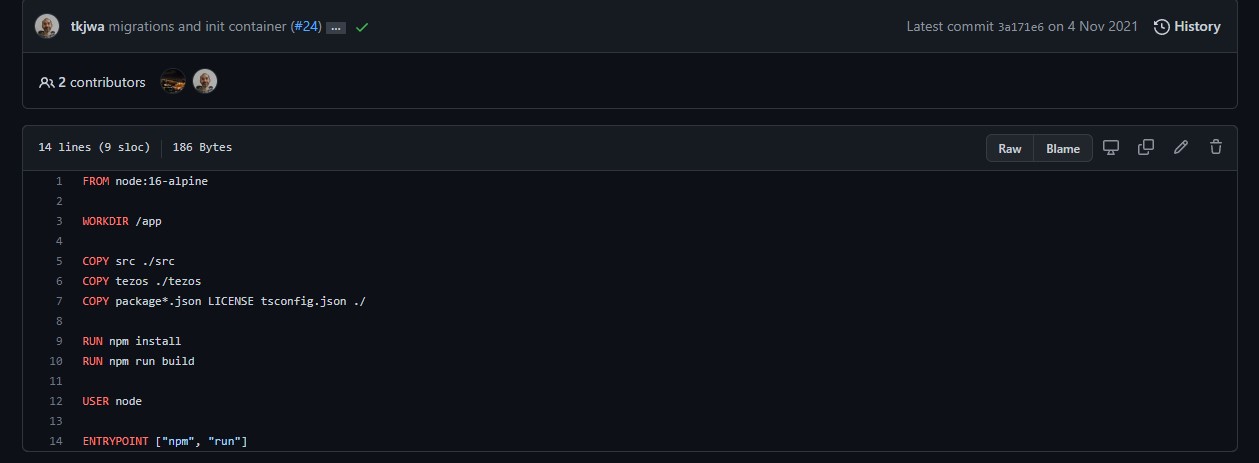 tkjwa migrations and init container (#24) ... Latest commit 3a171e6 on 4 Nov 2021 History
2 contributors
14 lines (9 sloc) 186 Bytes Raw Blame
1 FROM node:16-alpine
2
3 WORKDIR /app
4
5 COPY src ./src
6 COPY tezos ./tezos
7 COPY package*.json LICENSE tsconfig.json ./
8
9 RUN npm install
10 RUN npm run build
11
12 USER node
13
14 ENTRYPOINT ["npm", "run"]